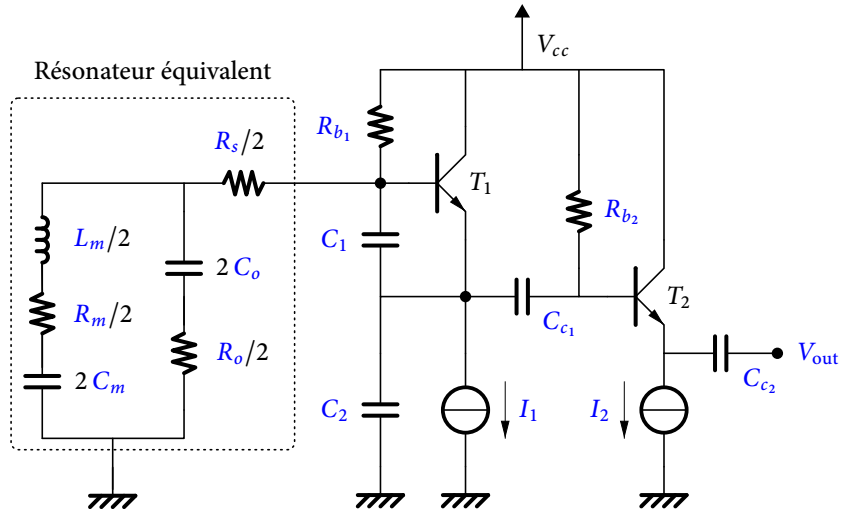 V_cc
Résonateur équivalent
R_b1
R_s/2
T_1
R_b2
L_m/2
C_1
2 C_o
T_2
R_m/2
C_c1
R_o/2
V_out
2 C_m
C_c2
C_2
I_1
I_2